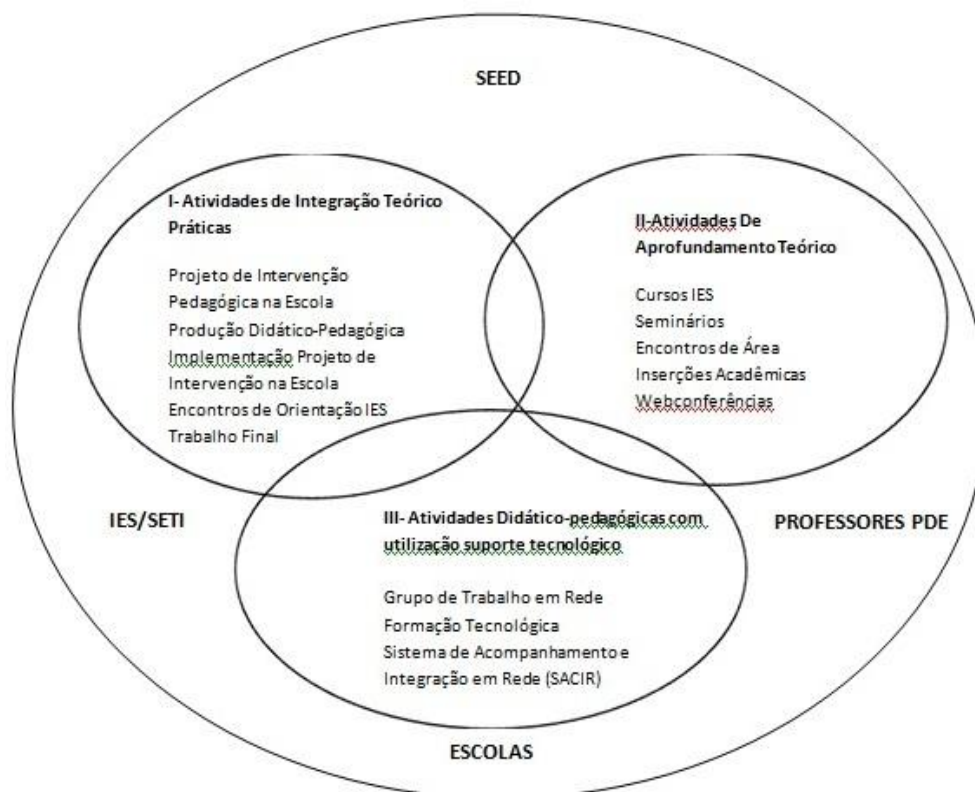 SEED
I- Atividades de Integração Teórico
Práticas
Projeto de Intervenção
Pedagógica na Escola
Produção Didático-Pedagógica
Implementação Projeto de
Intervenção na Escola
Encontros de Orientação IES
Trabalho Final
II-Atividades De
Aprofundamento Teórico
Cursos IES
Seminários
Encontros de Área
Inserções Acadêmicas
Webconferências
IES/SETI
III- Atividades Didático-pedagógicas com
utilização suporte tecnológico
Grupo de Trabalho em Rede
Formação Tecnológica
Sistema de Acompanhamento e
Integração em Rede (SACIR)
PROFESSORES PDE
ESCOLAS